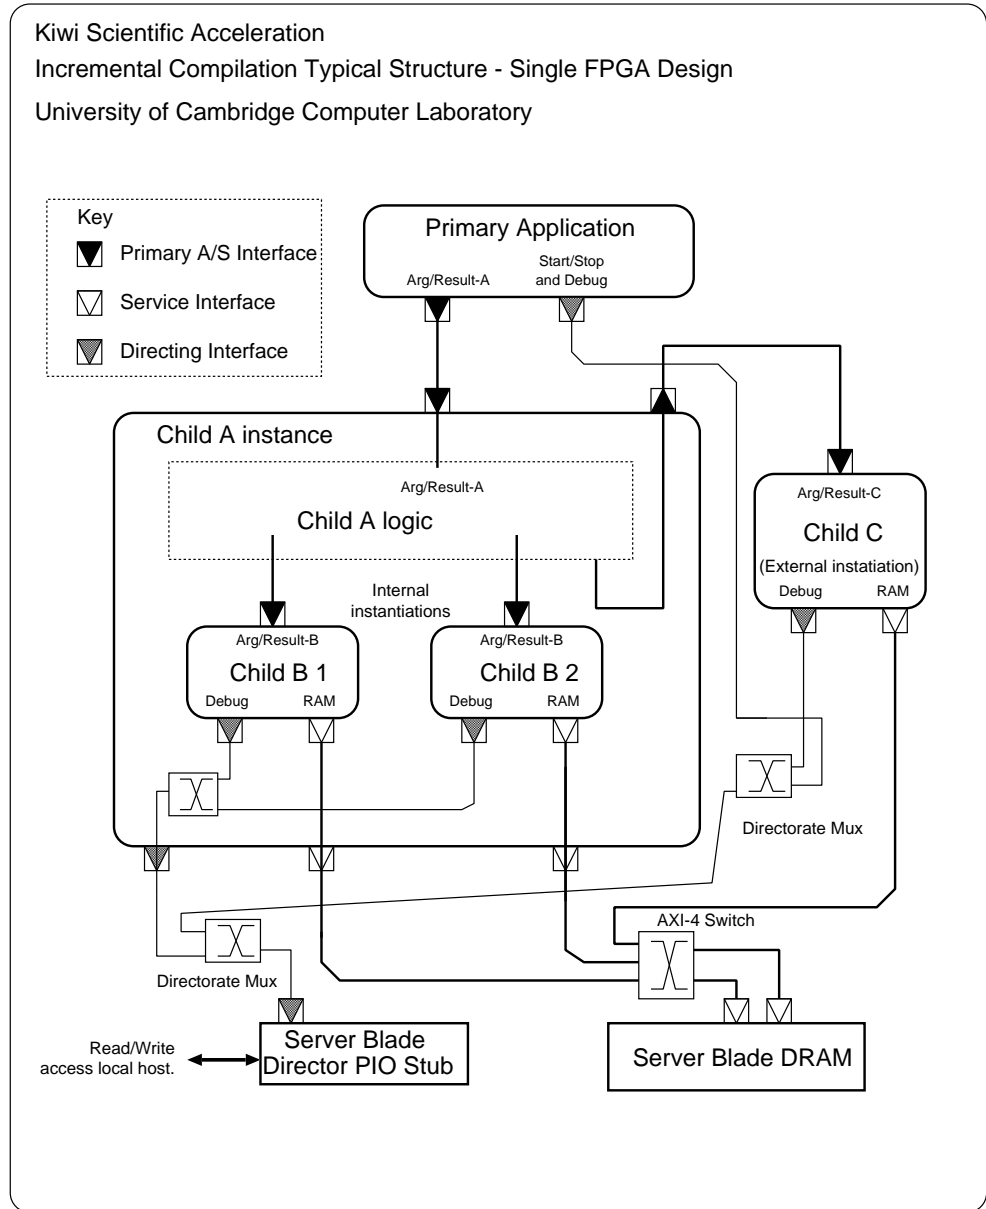 Kiwi Scientific Acceleration
Incremental Compilation Typical Structure - Single FPGA Design
University of Cambridge Computer Laboratory
Key
Primary A/S Interface
Service Interface
Directing Interface
Primary Application
Arg/Result-A
Start/Stop
and Debug
Child A instance
Arg/Result-A
Child A logic
Internal
instantiations
Arg/Result-B
Child B 1
Debug
RAM
Arg/Result-B
Child B 2
Debug
RAM
Arg/Result-C
Child C
(External instatiation)
Debug
RAM
Directorate Mux
AXI-4 Switch
Directorate Mux
Read/Write
access local host.
Server Blade
Director PIO Stub
Server Blade DRAM